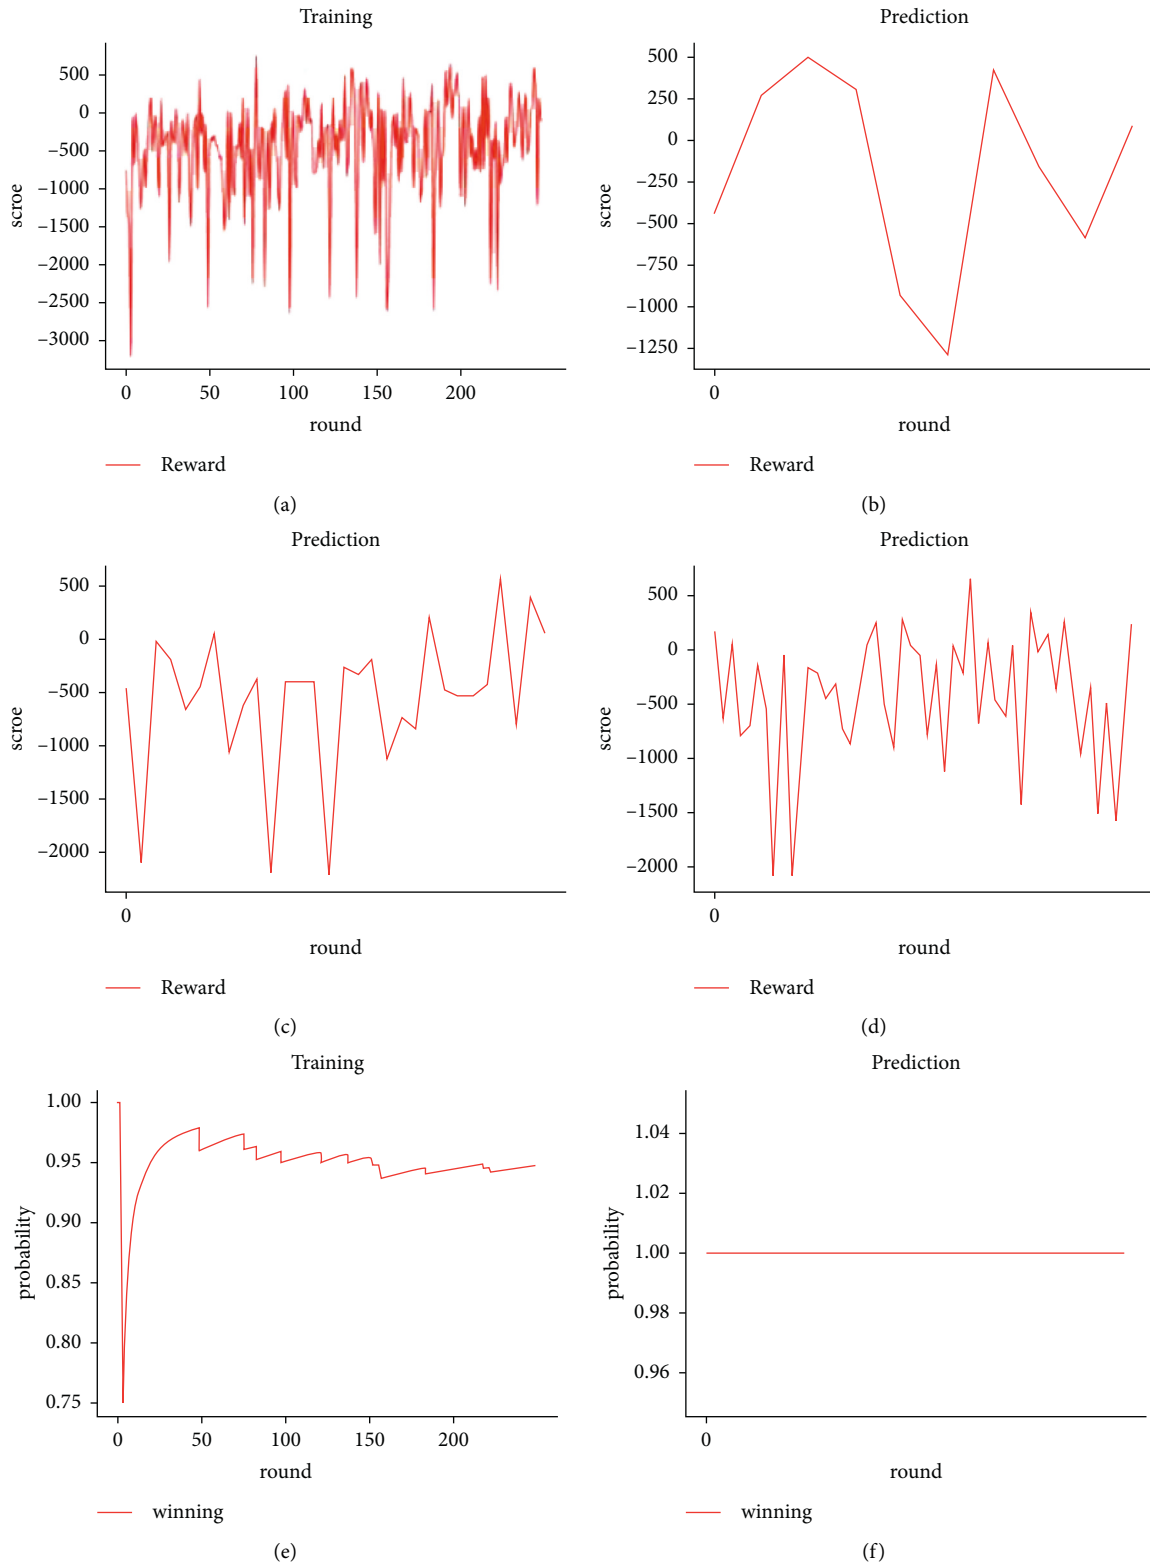 Training
500
0
−500
−1000
−1500
−2000
−2500
−3000
scroe
0 50 100 150 200
round
Reward
(a)
Prediction
500
250
0
−250
−500
−750
−1000
−1250
scroe
0
round
Reward
(b)
Prediction
500
0
−500
−1000
−1500
−2000
scroe
0
round
Reward
(c)
Prediction
500
0
−500
−1000
−1500
−2000
scroe
0
round
Reward
(d)
Training
1.00
0.95
0.90
0.85
0.80
0.75
probability
0 50 100 150 200
round
winning
(e)
Prediction
1.04
1.02
1.00
0.98
0.96
probability
0
round
winning
(f)